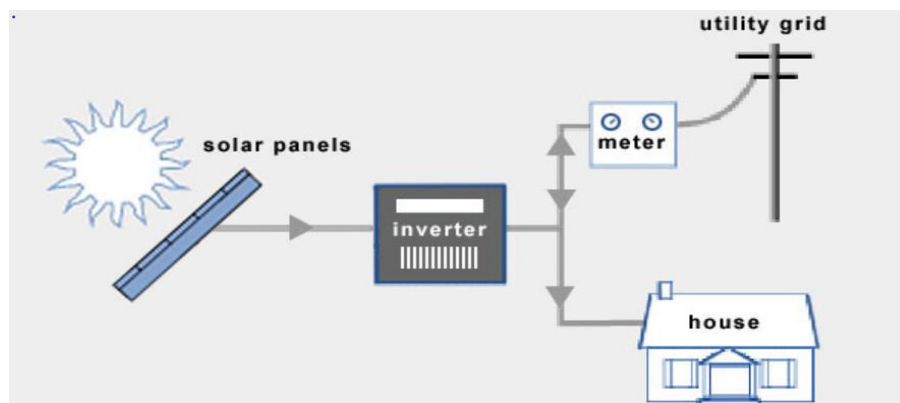 utility grid
solar panels
meter
inverter
house